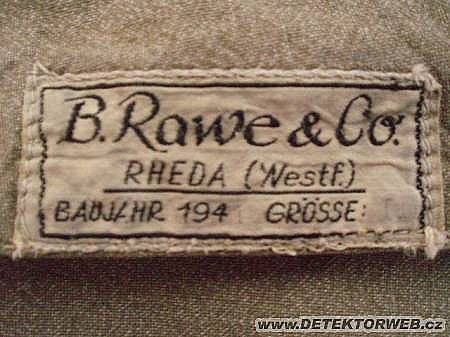 B. Rawe & Co.
RHEDA (Westf.)
BAUJAHR 194 GRÖSSE:
WWW.DETEKTORWEB.cz